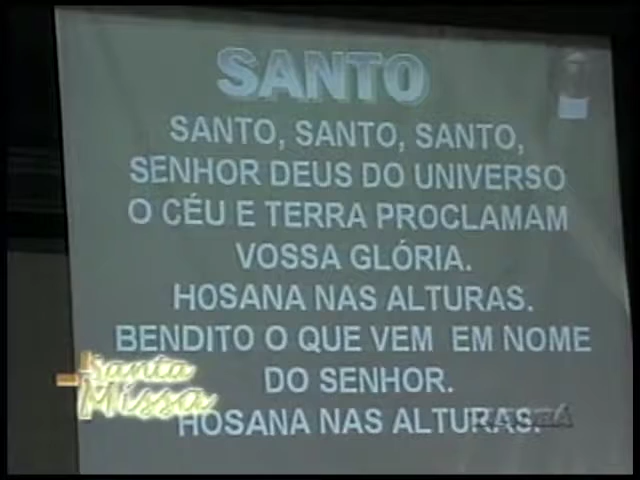 SANTO
SANTO, SANTO, SANTO,
SENHOR DEUS DO UNIVERSO
O CÉU E TERRA PROCLAMAM
VOSSA GLÓRIA.
HOSANA NAS ALTURAS.
BENDITO O QUE VEM EM NOME
DO SENHOR.
HOSANA NAS ALTURAS.
Santa
Missa